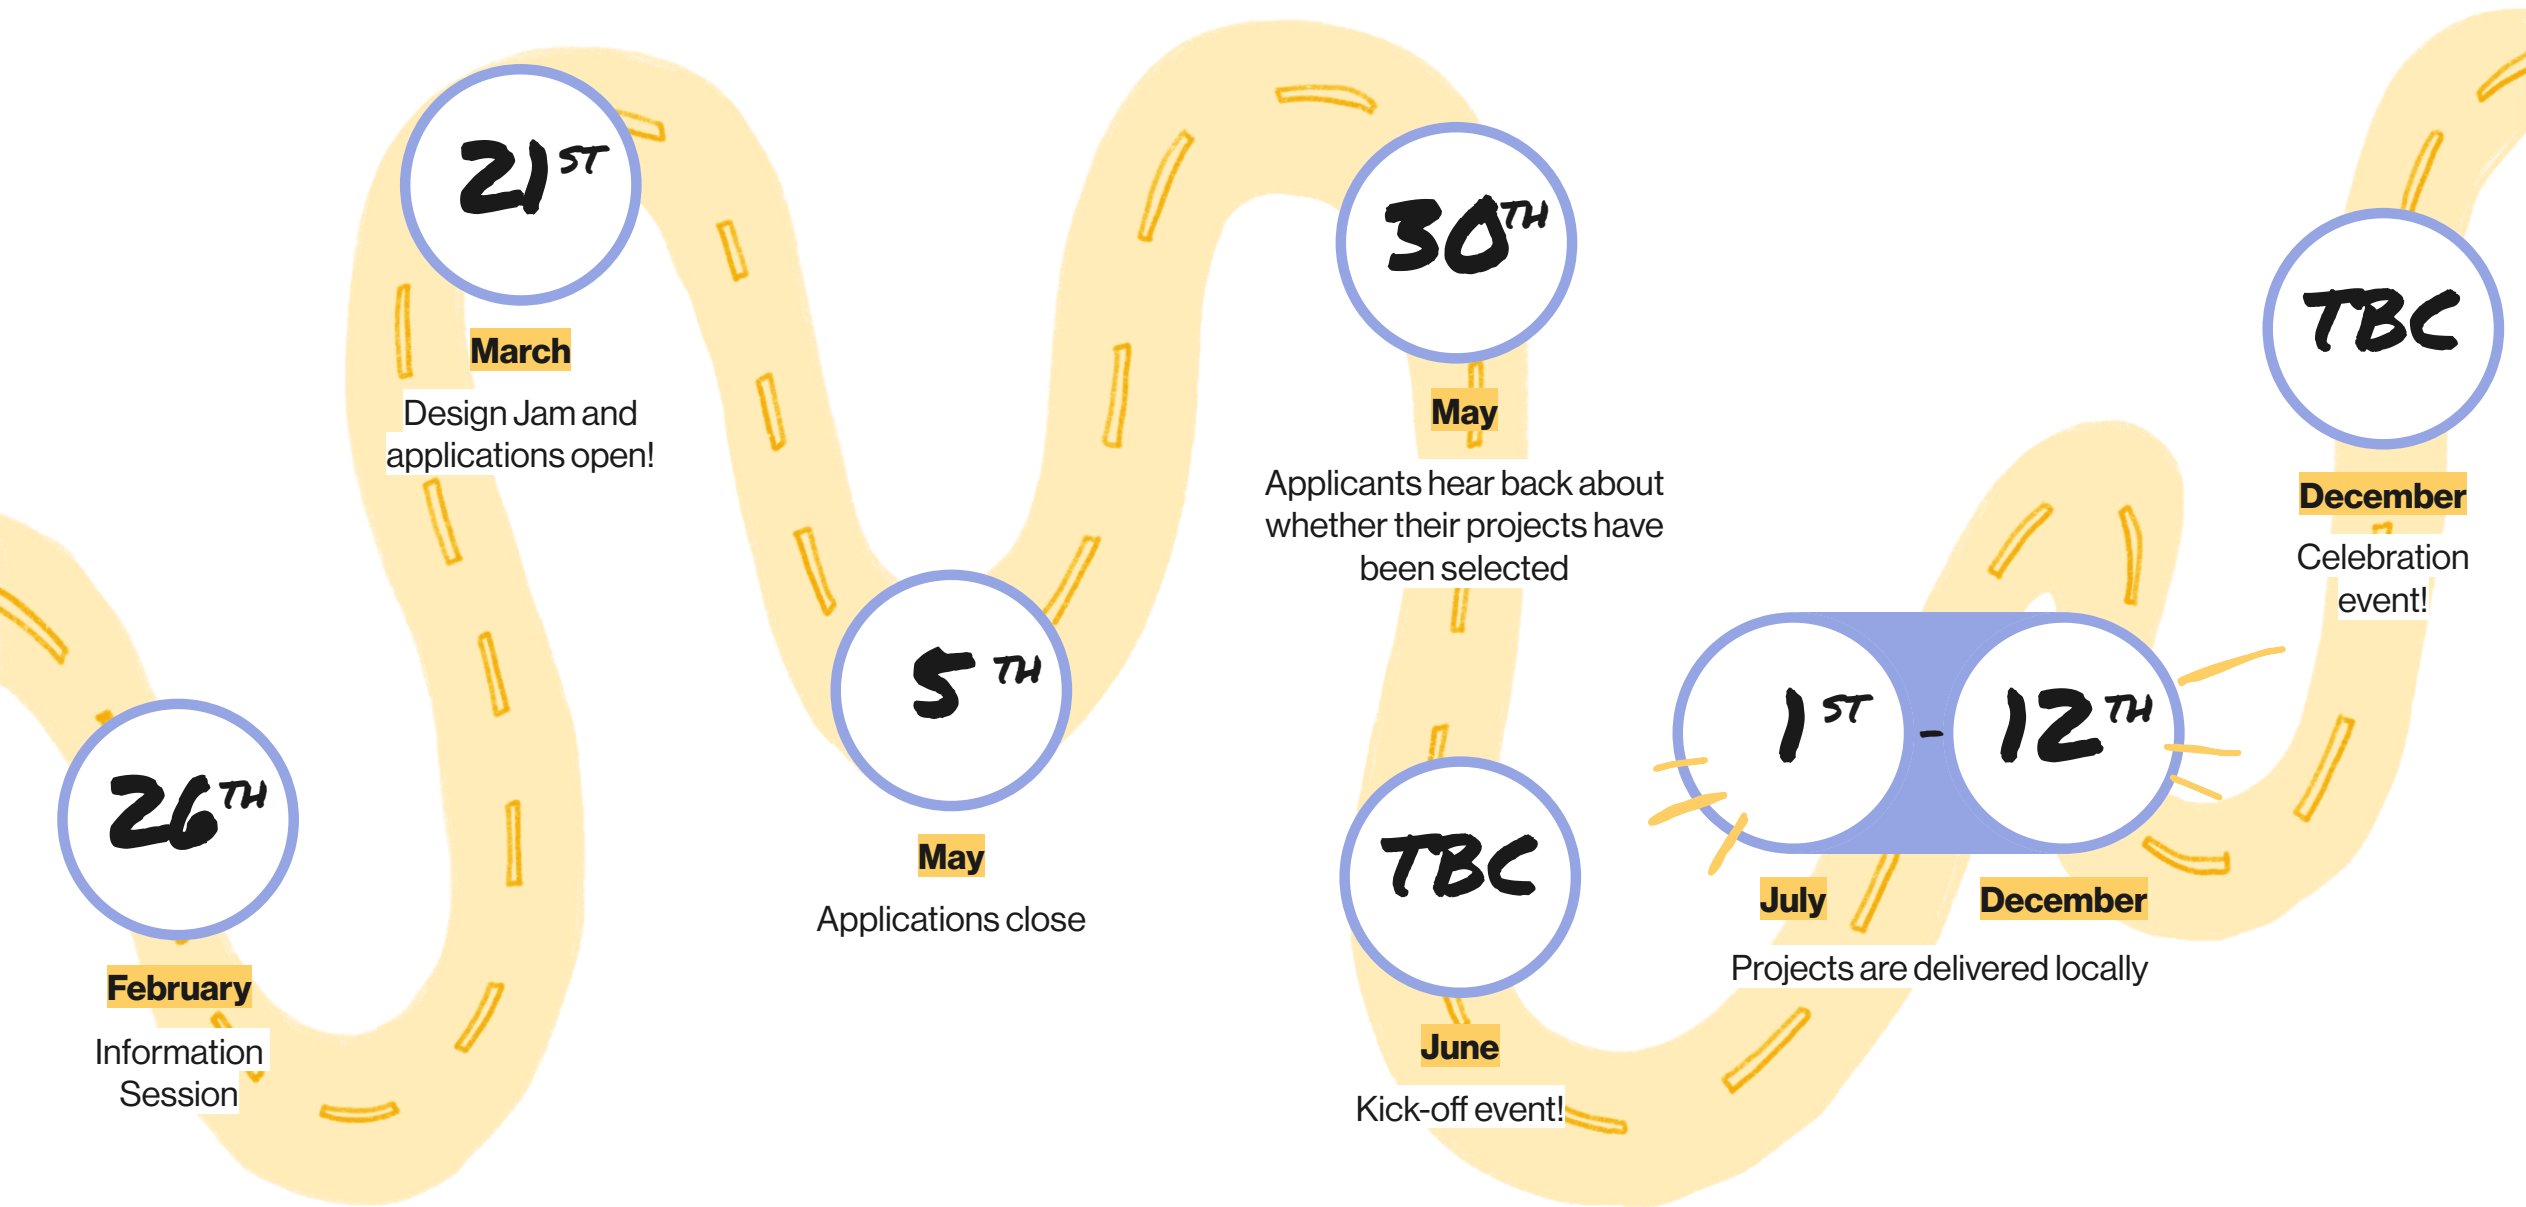 26TH
February
Information
Session
21ST
March
Design Jam and
applications open!
5TH
May
Applications close
30TH
May
Applicants hear back about
whether their projects have
been selected
TBC
June
Kick-off event!
1ST - 12TH
July December
Projects are delivered locally
TBC
December
Celebration
event!